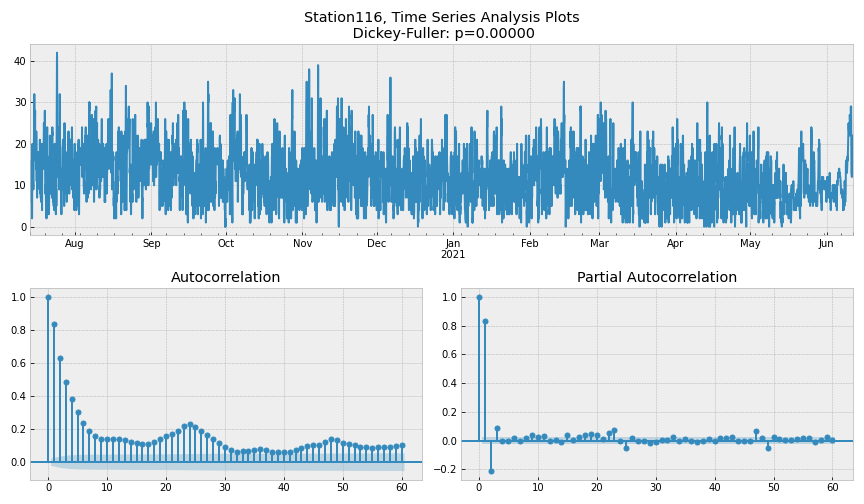 Station116, Time Series Analysis Plots
Dickey-Fuller: p=0.00000
40
30
20
10
0
Aug Sep Oct Nov Dec Jan Feb Mar Apr May Jun
2021
Autocorrelation
1.0
0.8
0.6
0.4
0.2
0.0
0 10 20 30 40 50 60
Partial Autocorrelation
1.0
0.8
0.6
0.4
0.2
0.0
−0.2
0 10 20 30 40 50 60